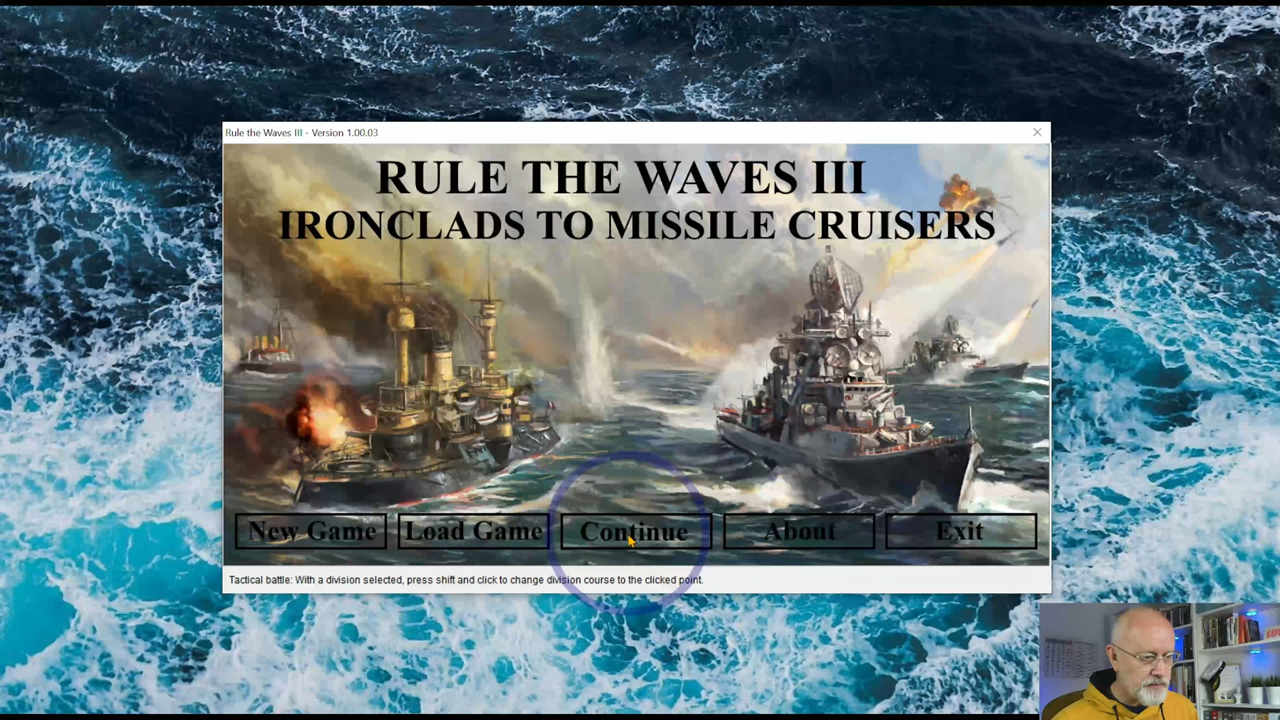 Rule the Waves III - Version 1.00.03
RULE THE WAVES III
IRONCLADS TO MISSILE CRUISERS
New Game Load Game Continue About Exit
Tactical battle: With a division selected, press shift and click to change division course to the clicked point.